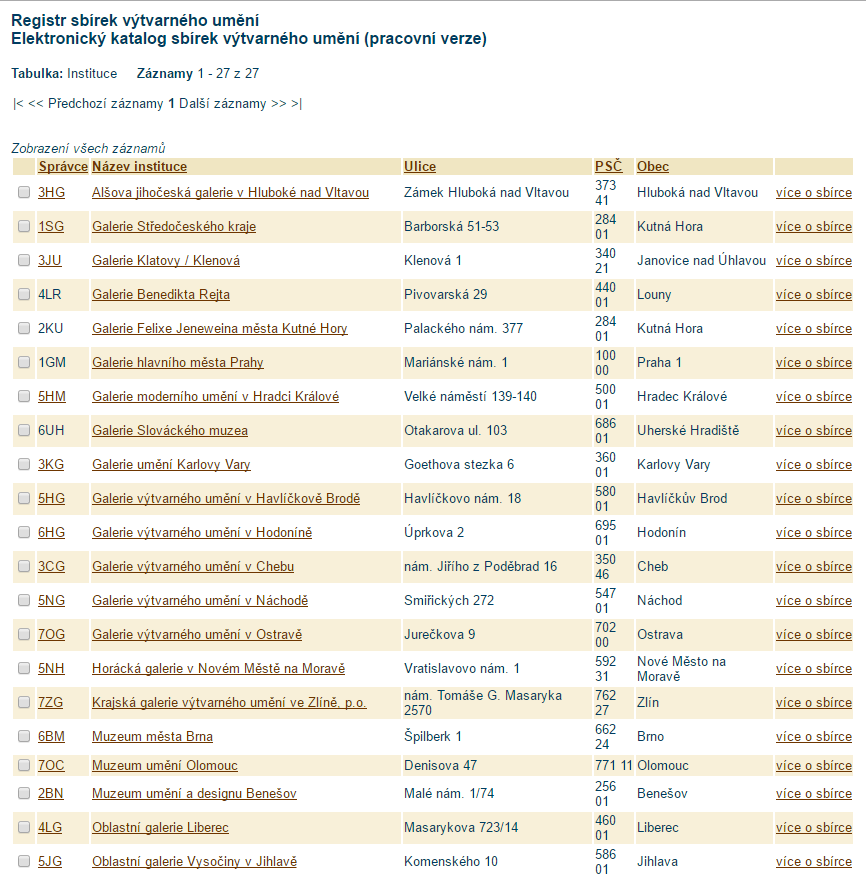 Registr sbírek výtvarného umění
Elektronický katalog sbírek výtvarného umění (pracovní verze)
Tabulka: Instituce Záznamy 1 - 27 z 27
|< << Předchozí záznamy 1 Další záznamy >> >|
Zobrazení všech záznamů
Správce Název instituce Ulice PSČ Obec
3HG Alšova jihočeská galerie v Hluboké nad Vltavou Zámek Hluboká nad Vltavou 373 41 Hluboká nad Vltavou více o sbírce
1SG Galerie Středočeského kraje Barborská 51-53 284 01 Kutná Hora více o sbírce
3JU Galerie Klatovy / Klenová Klenová 1 340 21 Janovice nad Úhlavou více o sbírce
4LR Galerie Benedikta Rejta Pivovarská 29 440 01 Louny více o sbírce
2KU Galerie Felixe Jeneweina města Kutné Hory Palackého nám. 377 284 01 Kutná Hora více o sbírce
1GM Galerie hlavního města Prahy Mariánské nám. 1 100 00 Praha 1 více o sbírce
5HM Galerie moderního umění v Hradci Králové Velké náměstí 139-140 500 01 Hradec Králové více o sbírce
6UH Galerie Slováckého muzea Otakarova ul. 103 686 01 Uherské Hradiště více o sbírce
3KG Galerie umění Karlovy Vary Goethova stezka 6 360 01 Karlovy Vary více o sbírce
5HG Galerie výtvarného umění v Havlíčkově Brodě Havlíčkovo nám. 18 580 01 Havlíčkův Brod více o sbírce
6HG Galerie výtvarného umění v Hodoníně Úprkova 2 695 01 Hodonín více o sbírce
3CG Galerie výtvarného umění v Chebu nám. Jiřího z Poděbrad 16 350 46 Cheb více o sbírce
5NG Galerie výtvarného umění v Náchodě Smiřických 272 547 01 Náchod více o sbírce
7OG Galerie výtvarného umění v Ostravě Jurečkova 9 702 00 Ostrava více o sbírce
5NH Horácká galerie v Novém Městě na Moravě Vratislavovo nám. 1 592 31 Nové Město na Moravě více o sbírce
7ZG Krajská galerie výtvarného umění ve Zlíně, p.o. nám. Tomáše G. Masaryka 2570 762 27 Zlín více o sbírce
6BM Muzeum města Brna Špilberk 1 662 24 Brno více o sbírce
7OC Muzeum umění Olomouc Denisova 47 771 11 Olomouc více o sbírce
2BN Muzeum umění a designu Benešov Malé nám. 1/74 256 01 Benešov více o sbírce
4LG Oblastní galerie Liberec Masarykova 723/14 460 01 Liberec více o sbírce
5JG Oblastní galerie Vysočiny v Jihlavě Komenského 10 586 01 Jihlava více o sbírce